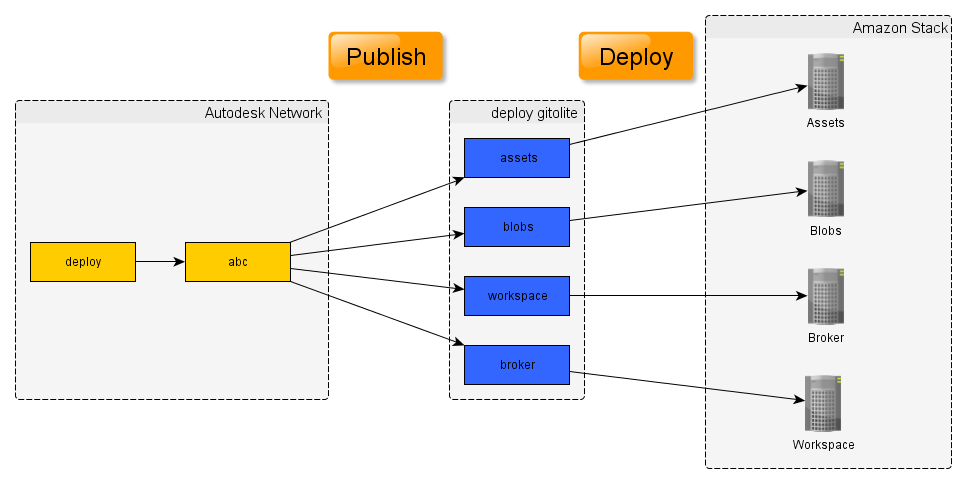 Publish
Deploy
Autodesk Network
deploy
abc
deploy gitolite
assets
blobs
workspace
broker
Amazon Stack
Assets
Blobs
Broker
Workspace